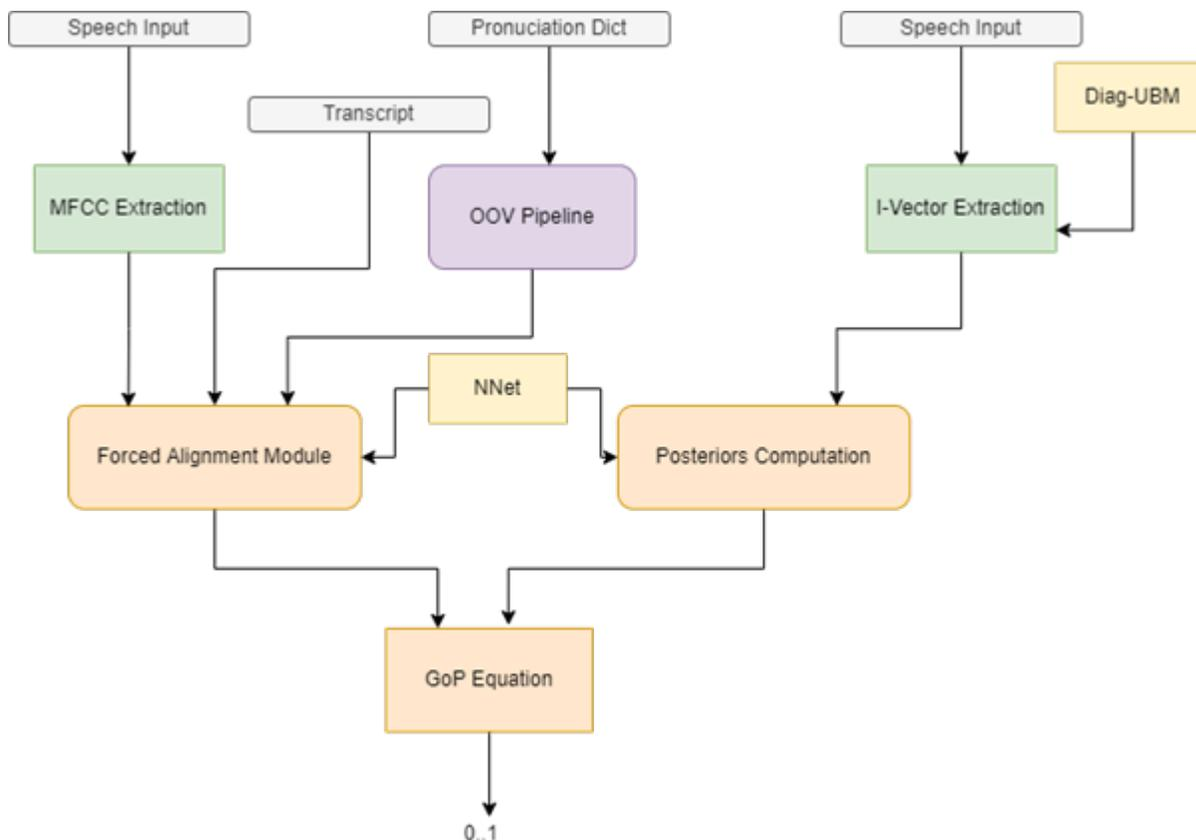 Speech Input
Pronuciation Dict
Speech Input
Diag-UBM
Transcript
MFCC Extraction
OOV Pipeline
I-Vector Extraction
NNet
Forced Alignment Module
Posteriors Computation
GoP Equation
0..1